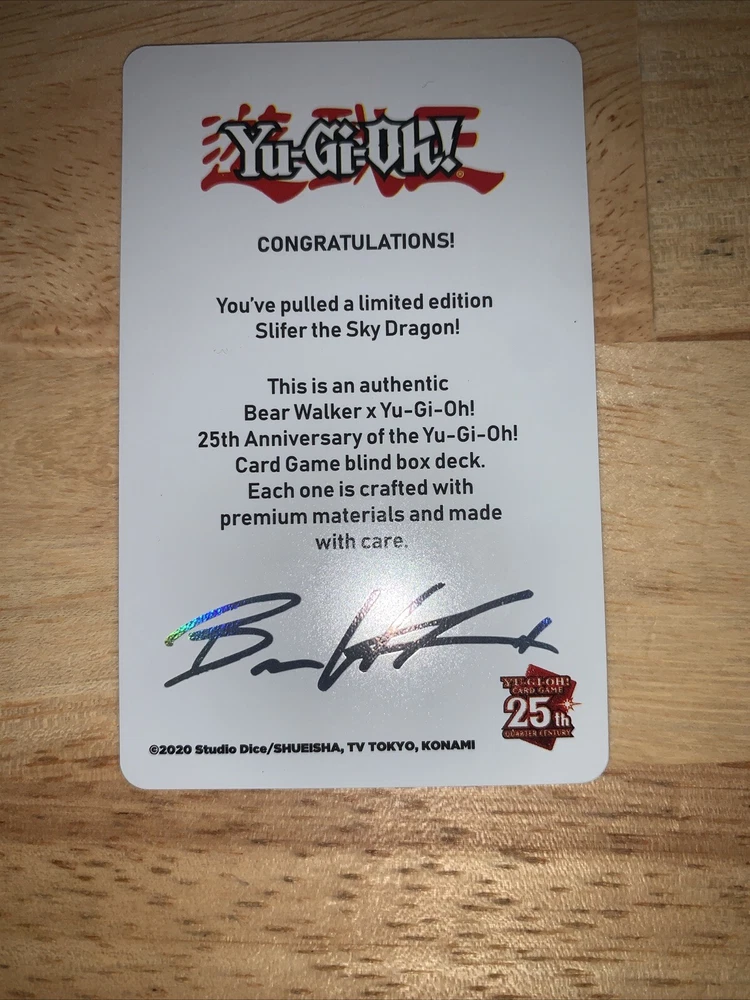 遊☆戯☆王
Yu-Gi-Oh!®
CONGRATULATIONS!
You've pulled a limited edition
Slifer the Sky Dragon!
This is an authentic
Bear Walker x Yu-Gi-Oh!
25th Anniversary of the Yu-Gi-Oh!
Card Game blind box deck.
Each one is crafted with
premium materials and made
with care.
YU-GI-OH!
CARD GAME
25th
QUARTER CENTURY
©2020 Studio Dice/SHUEISHA, TV TOKYO, KONAMI